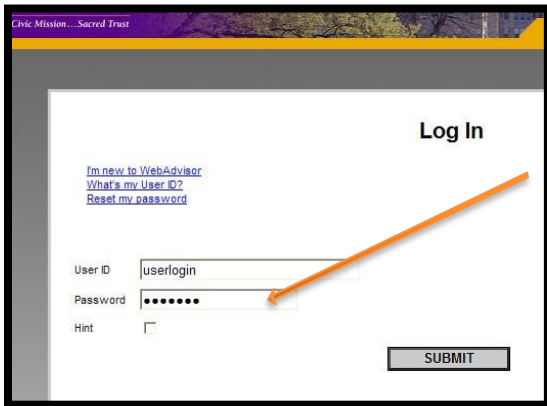 Civic Mission...Sacred Trust
Log In
I'm new to WebAdvisor
What's my User ID?
Reset my password
User ID userlogin
Password •••••••
Hint
SUBMIT